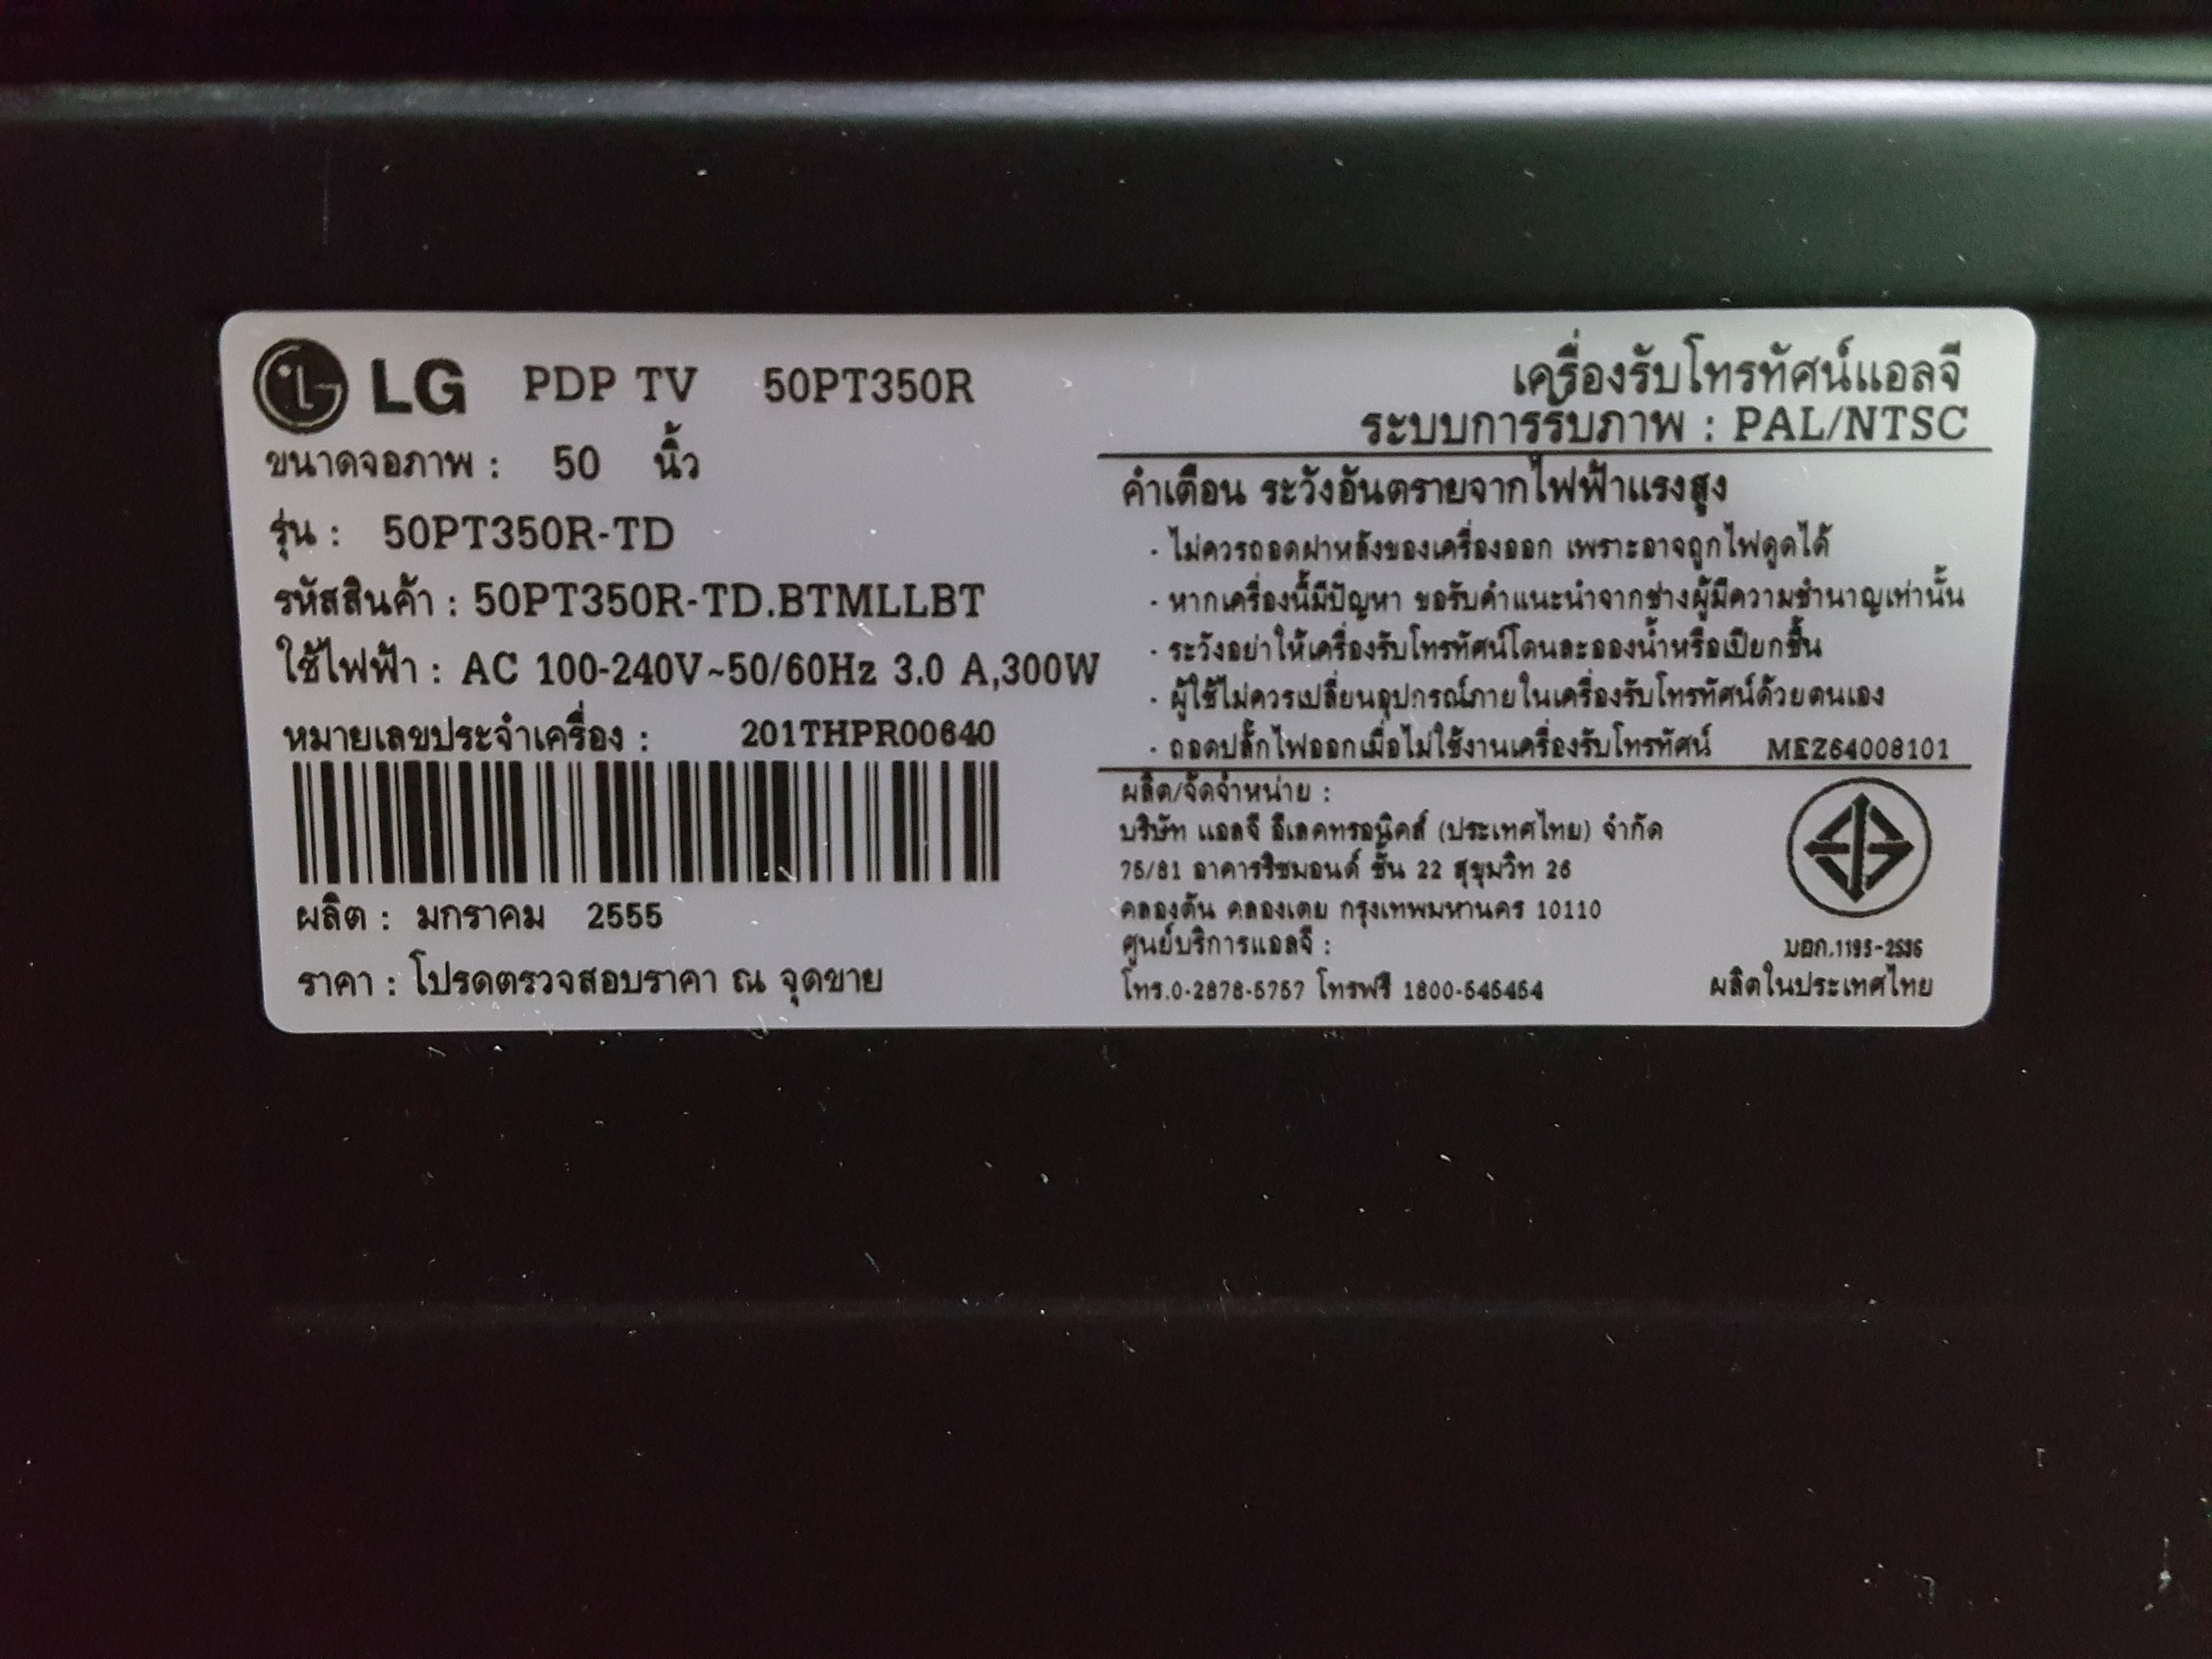 LG PDP TV 50PT350R
ขนาดจอภาพ : 50 นิ้ว
รุ่น : 50PT350R-TD
รหัสสินค้า : 50PT350R-TD.BTMLLBT
ใช้ไฟฟ้า : AC 100-240V~50/60Hz 3.0 A,300W
หมายเลขประจำเครื่อง : 201THPR00640
ผลิต : มกราคม 2555
ราคา : โปรดตรวจสอบราคา ณ จุดขาย
เครื่องรับโทรทัศน์แอลจี
ระบบการรับภาพ : PAL/NTSC
คำเตือน ระวังอันตรายจากไฟฟ้าแรงสูง
· ไม่ควรถอดฝาหลังของเครื่องออก เพราะอาจถูกไฟดูดได้
· หากเครื่องนี้มีปัญหา ขอรับคำแนะนำจากช่างผู้มีความชำนาญเท่านั้น
· ระวังอย่าให้เครื่องรับโทรทัศน์โดนละอองน้ำหรือเปียกชื้น
· ผู้ใช้ไม่ควรเปลี่ยนอุปกรณ์ภายในเครื่องรับโทรทัศน์ด้วยตนเอง
· ถอดปลั๊กไฟออกเมื่อไม่ใช้งานเครื่องรับโทรทัศน์ MEZ64008101
ผลิต/จัดจำหน่าย :
บริษัท แอลจี อีเลคทรอนิคส์ (ประเทศไทย) จำกัด
75/81 อาคารริชมอนด์ ชั้น 22 สุขุมวิท 26
คลองตัน คลองเตย กรุงเทพมหานคร 10110
ศูนย์บริการแอลจี :
โทร.0-2878-5757 โทรฟรี 1800-545454
มอก.1195-2536
ผลิตในประเทศไทย